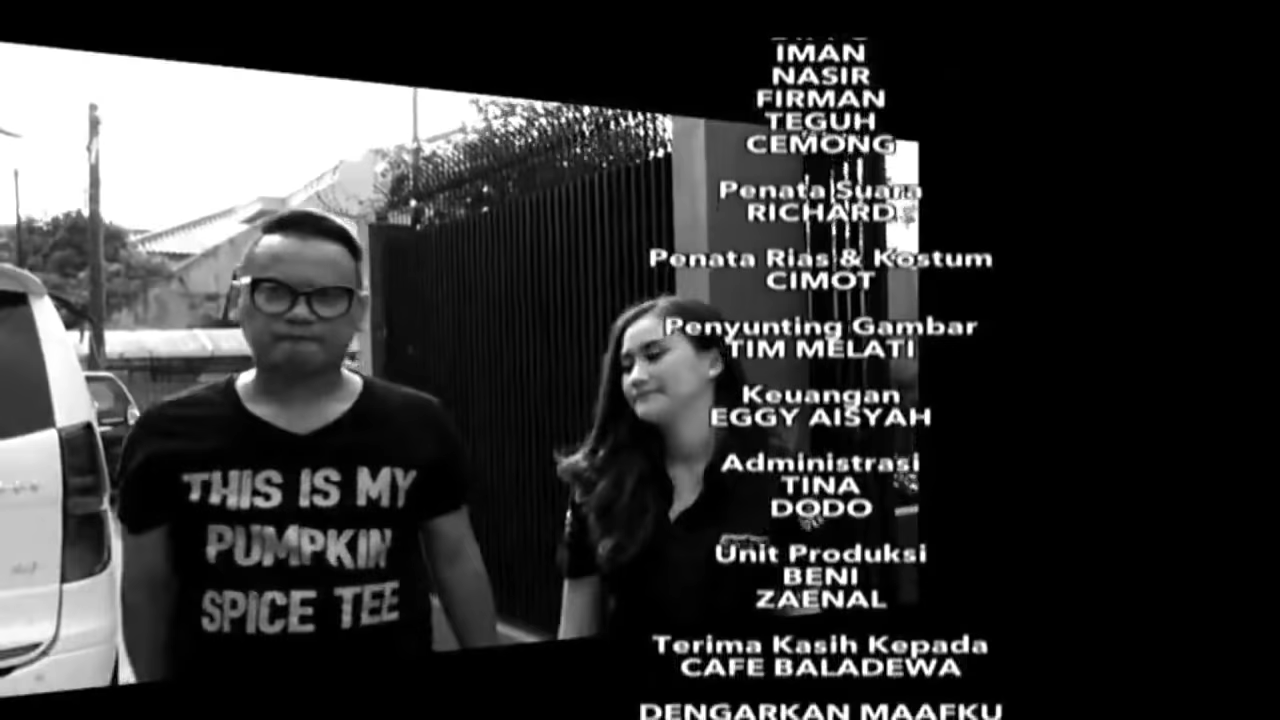 IMAN
NASIR
FIRMAN
TEGUH
CEMONG
Penata Suara
RICHARD
Penata Rias & Kostum
CIMOT
Penyunting Gambar
TIM MELATI
Keuangan
EGGY AISYAH
Administrasi
TINA
DODO
Unit Produksi
BENI
ZAENAL
Terima Kasih Kepada
CAFE BALADEWA
DENGARKAN MAAFKU
THIS IS MY
PUMPKIN
SPICE TEE